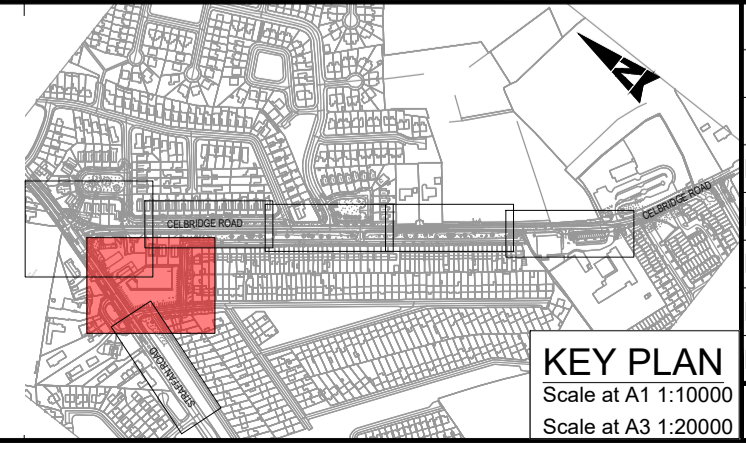 N
CELBRIDGE ROAD
CELBRIDGE ROAD
STRAFFAN ROAD
KEY PLAN
Scale at A1 1:10000
Scale at A3 1:20000